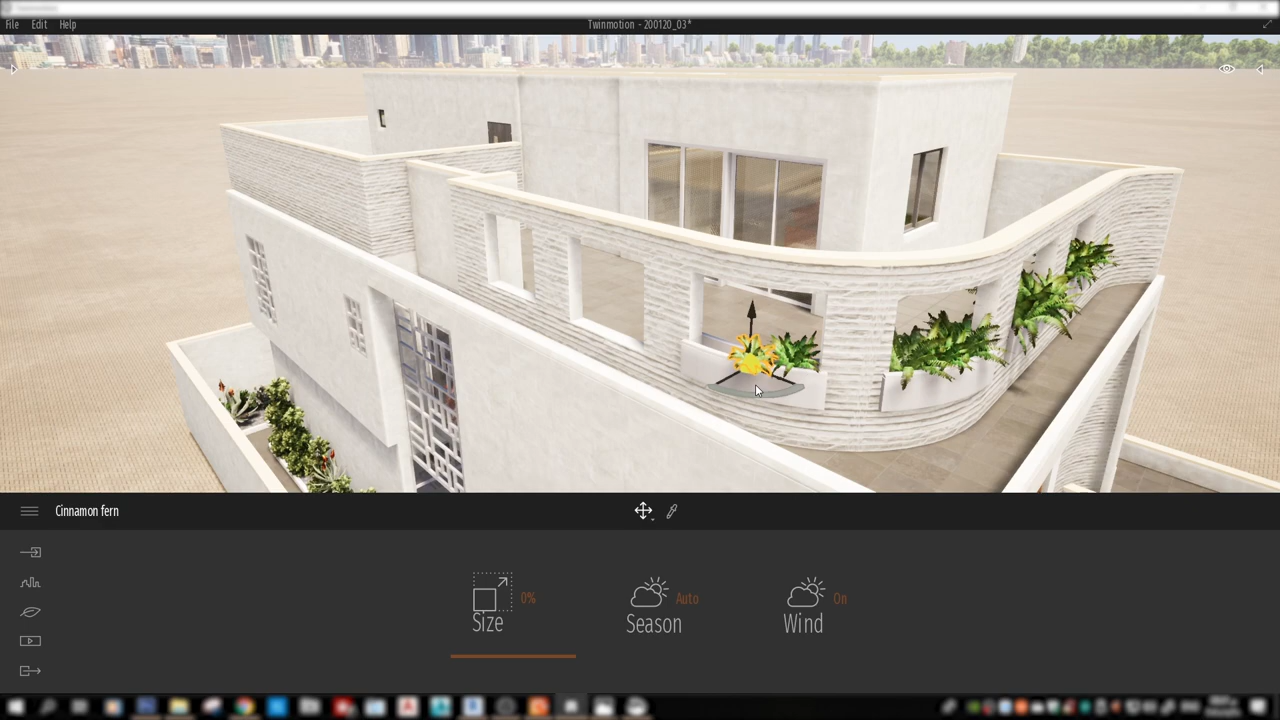 File Edit Help
Twinmotion - 200120_03*
Cinnamon fern
0%
Size
Auto
Season
On
Wind